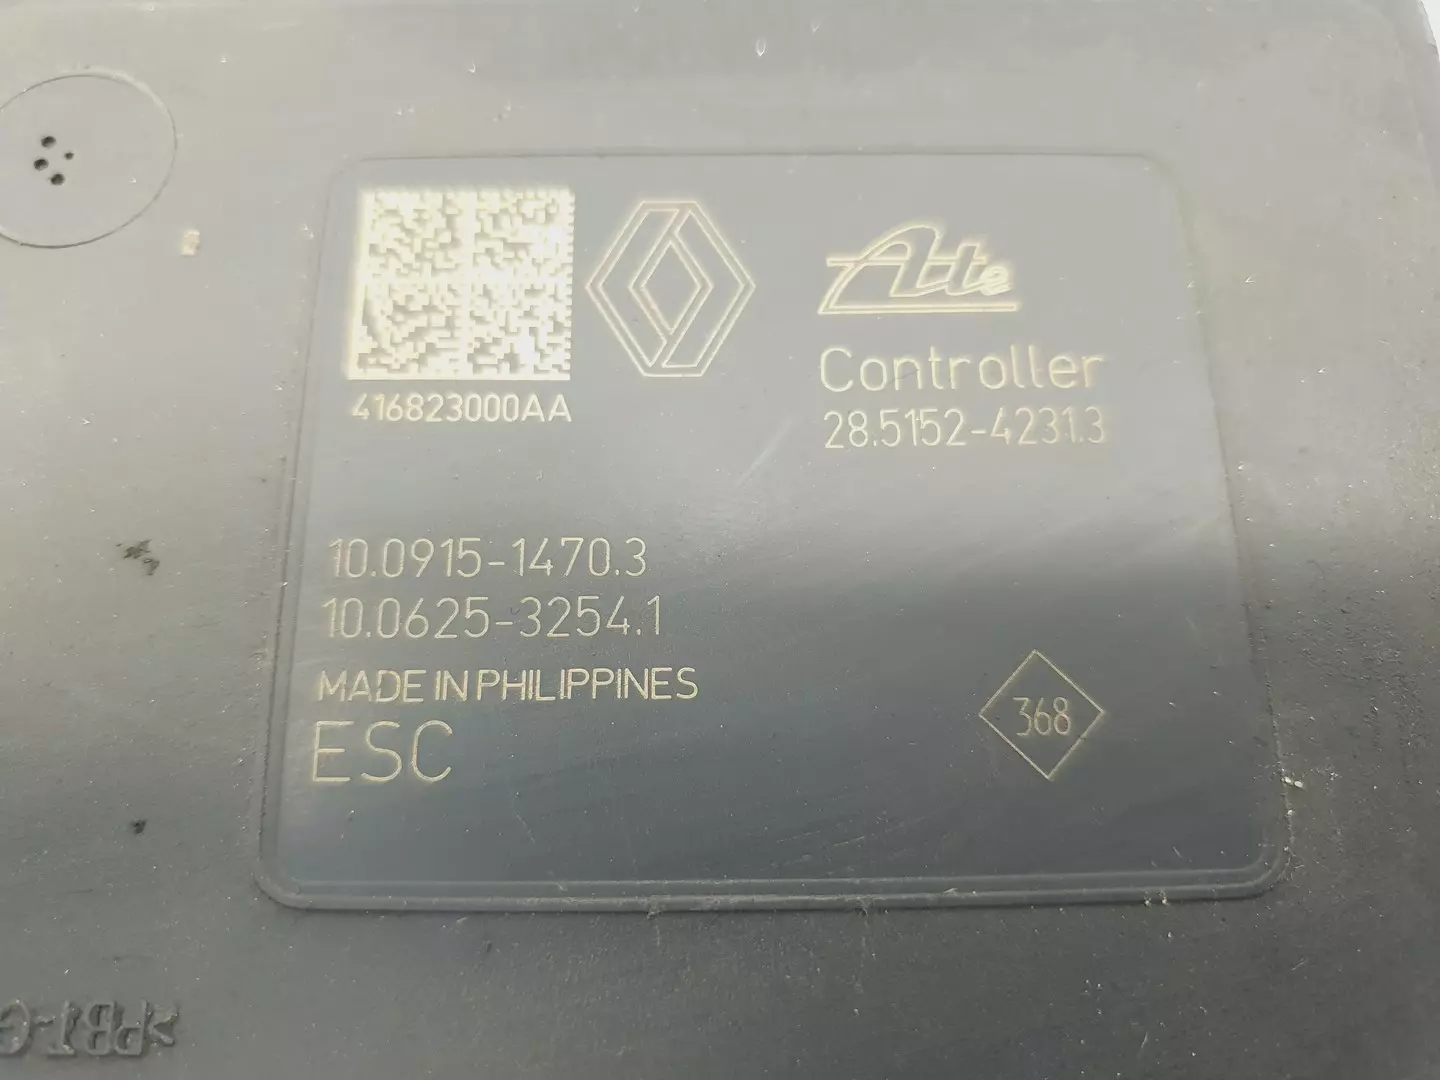 Ate
416823000AA
Controller
28.5152-4231.3
10.0915-1470.3
10.0625-3254.1
MADE IN PHILIPPINES
ESC
368
>PBT-G